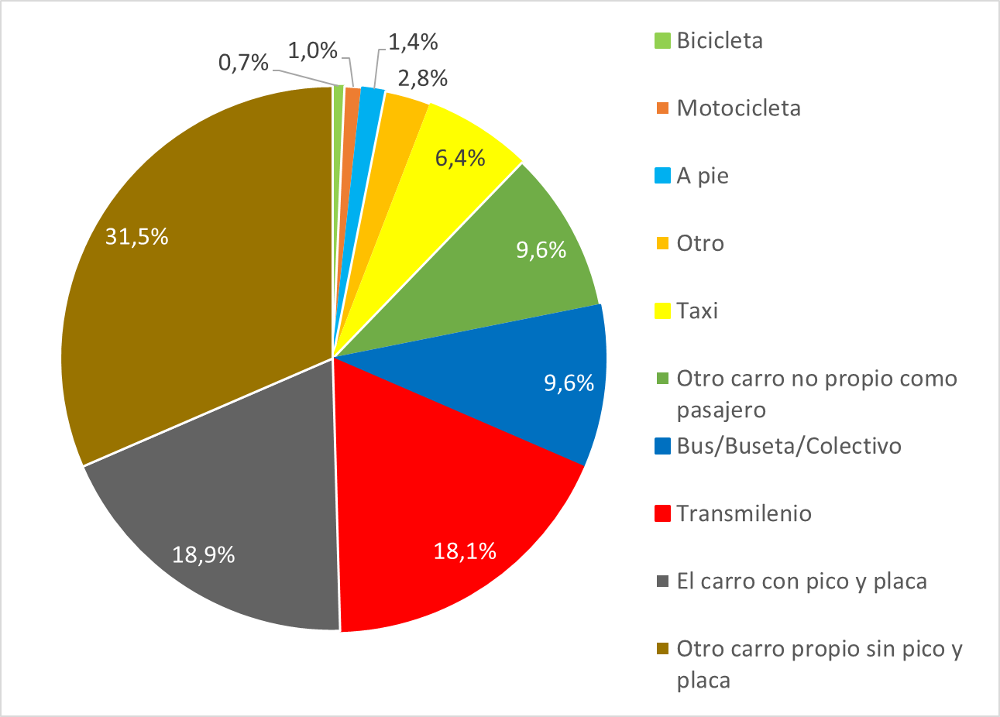 0,7%
1,0%
1,4%
2,8%
6,4%
9,6%
9,6%
18,1%
18,9%
31,5%
Bicicleta
Motocicleta
A pie
Otro
Taxi
Otro carro no propio como
pasajero
Bus/Buseta/Colectivo
Transmilenio
El carro con pico y placa
Otro carro propio sin pico y
placa